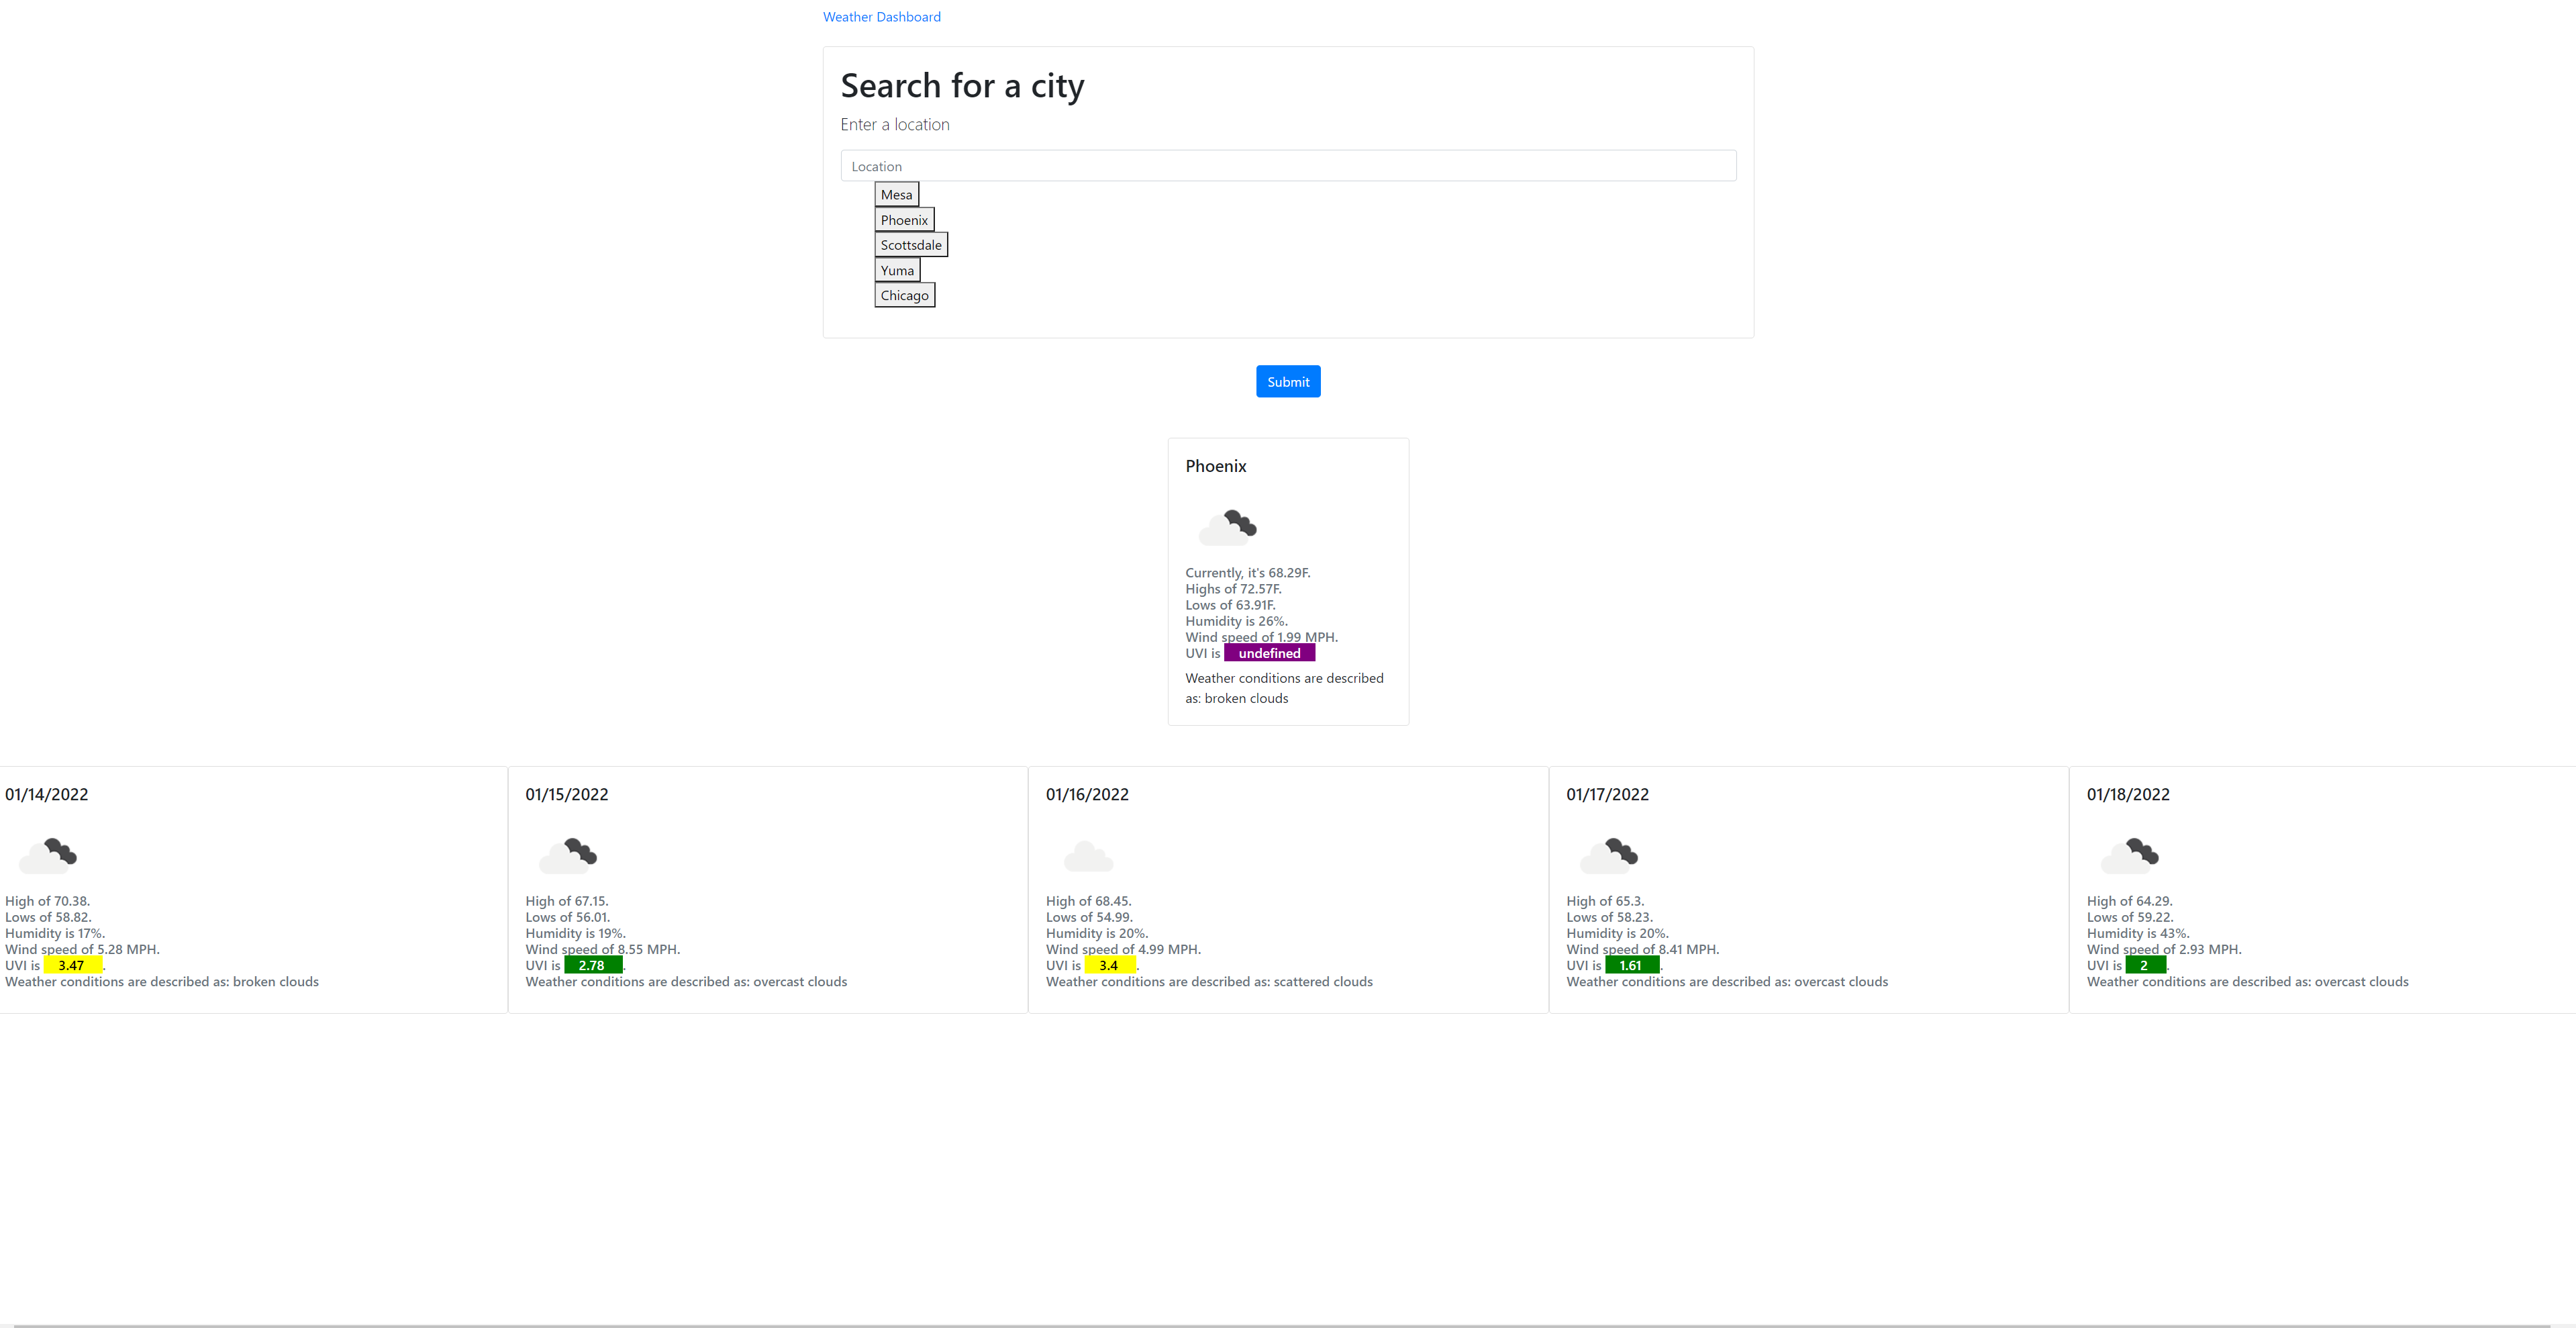 Weather Dashboard
Search for a city
Enter a location
Location
Mesa
Phoenix
Scottsdale
Yuma
Chicago
Submit
Phoenix
Currently, it's 68.29F.
Highs of 72.57F.
Lows of 63.91F.
Humidity is 26%.
Wind speed of 1.99 MPH.
UVI is undefined
Weather conditions are described
as: broken clouds
01/14/2022
High of 70.38.
Lows of 58.82.
Humidity is 17%.
Wind speed of 5.28 MPH.
UVI is 3.47 .
Weather conditions are described as: broken clouds
01/15/2022
High of 67.15.
Lows of 56.01.
Humidity is 19%.
Wind speed of 8.55 MPH.
UVI is 2.78 .
Weather conditions are described as: overcast clouds
01/16/2022
High of 68.45.
Lows of 54.99.
Humidity is 20%.
Wind speed of 4.99 MPH.
UVI is 3.4 .
Weather conditions are described as: scattered clouds
01/17/2022
High of 65.3.
Lows of 58.23.
Humidity is 20%.
Wind speed of 8.41 MPH.
UVI is 1.61 .
Weather conditions are described as: overcast clouds
01/18/2022
High of 64.29.
Lows of 59.22.
Humidity is 43%.
Wind speed of 2.93 MPH.
UVI is 2 .
Weather conditions are described as: overcast clouds